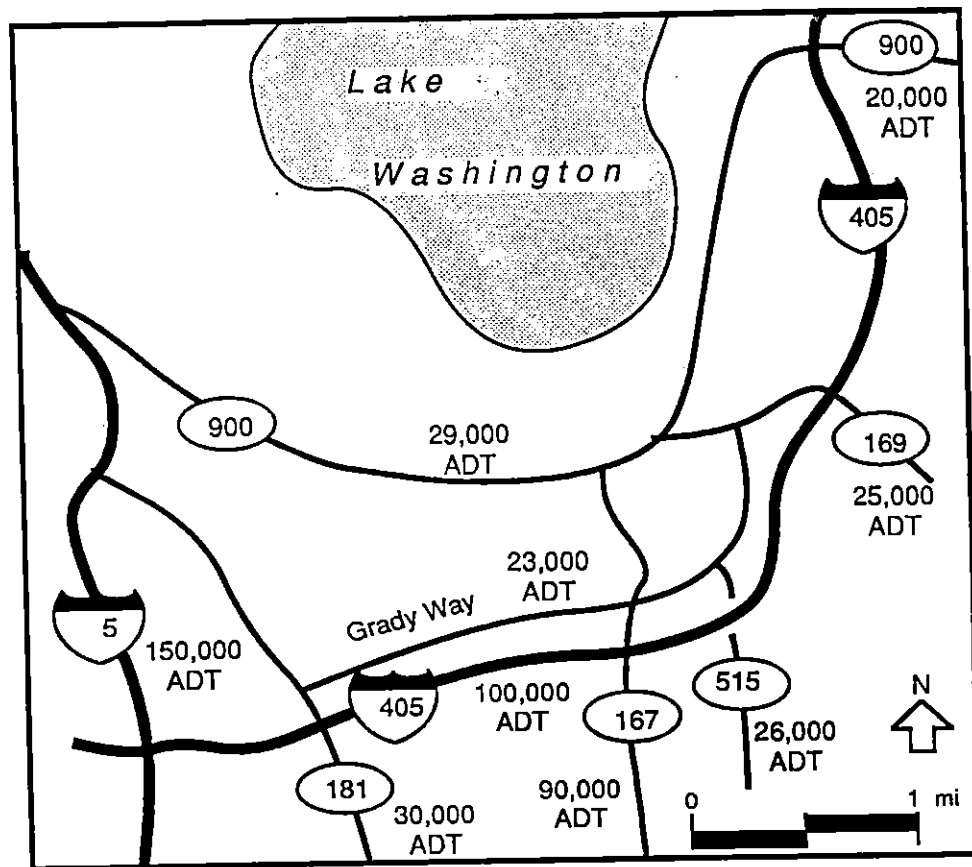 Lake
Washington
900
20,000
ADT
405
900
29,000
ADT
169
25,000
ADT
23,000
ADT
Grady Way
5
150,000
ADT
405
100,000
ADT
167
515
26,000
ADT
N
181
30,000
ADT
90,000
ADT
0
1 mi